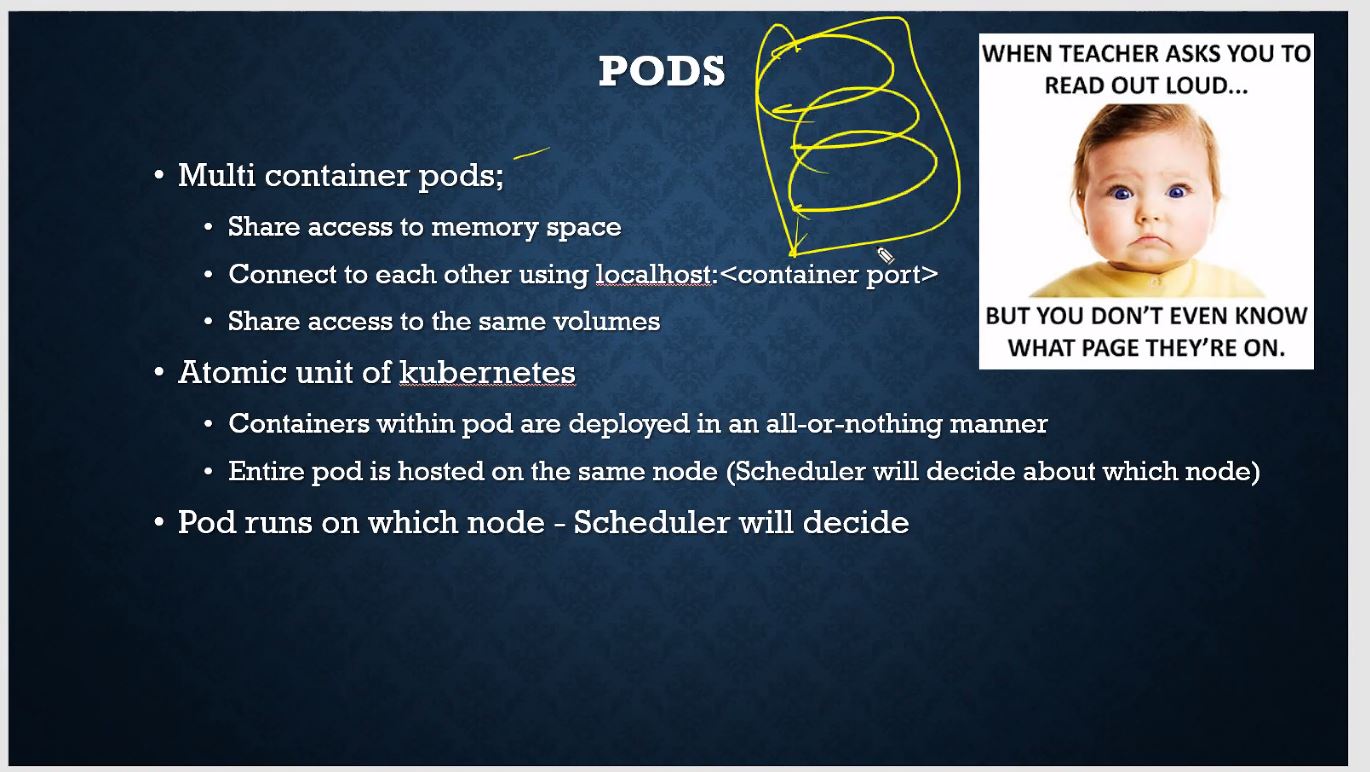 PODS
WHEN TEACHER ASKS YOU TO
READ OUT LOUD...
BUT YOU DON'T EVEN KNOW
WHAT PAGE THEY'RE ON.
• Multi container pods;
• Share access to memory space
• Connect to each other using localhost:<container port>
• Share access to the same volumes
• Atomic unit of kubernetes
• Containers within pod are deployed in an all-or-nothing manner
• Entire pod is hosted on the same node (Scheduler will decide about which node)
• Pod runs on which node - Scheduler will decide